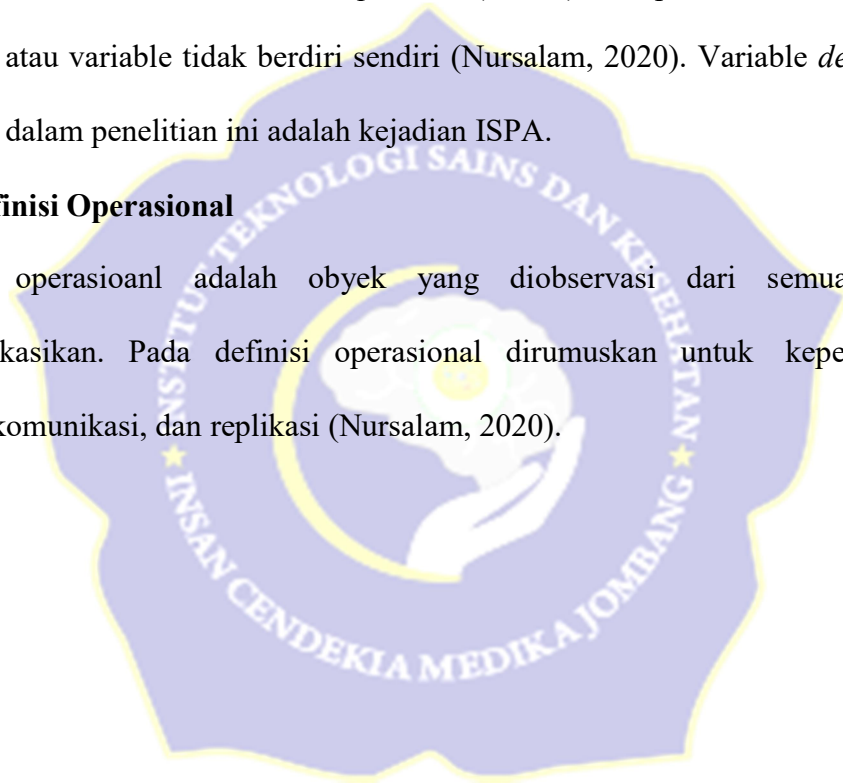 atau variable tidak berdiri sendiri (Nursalam, 2020). Variable de
dalam penelitian ini adalah kejadian ISPA.
finisi Operasional
operasioanl adalah obyek yang diobservasi dari semua
kasikan. Pada definisi operasional dirumuskan untuk kepe
komunikasi, dan replikasi (Nursalam, 2020).
INSTITUT TEKNOLOGI SAINS DAN KESEHATAN
INSAN CENDEKIA MEDIKA JOMBANG